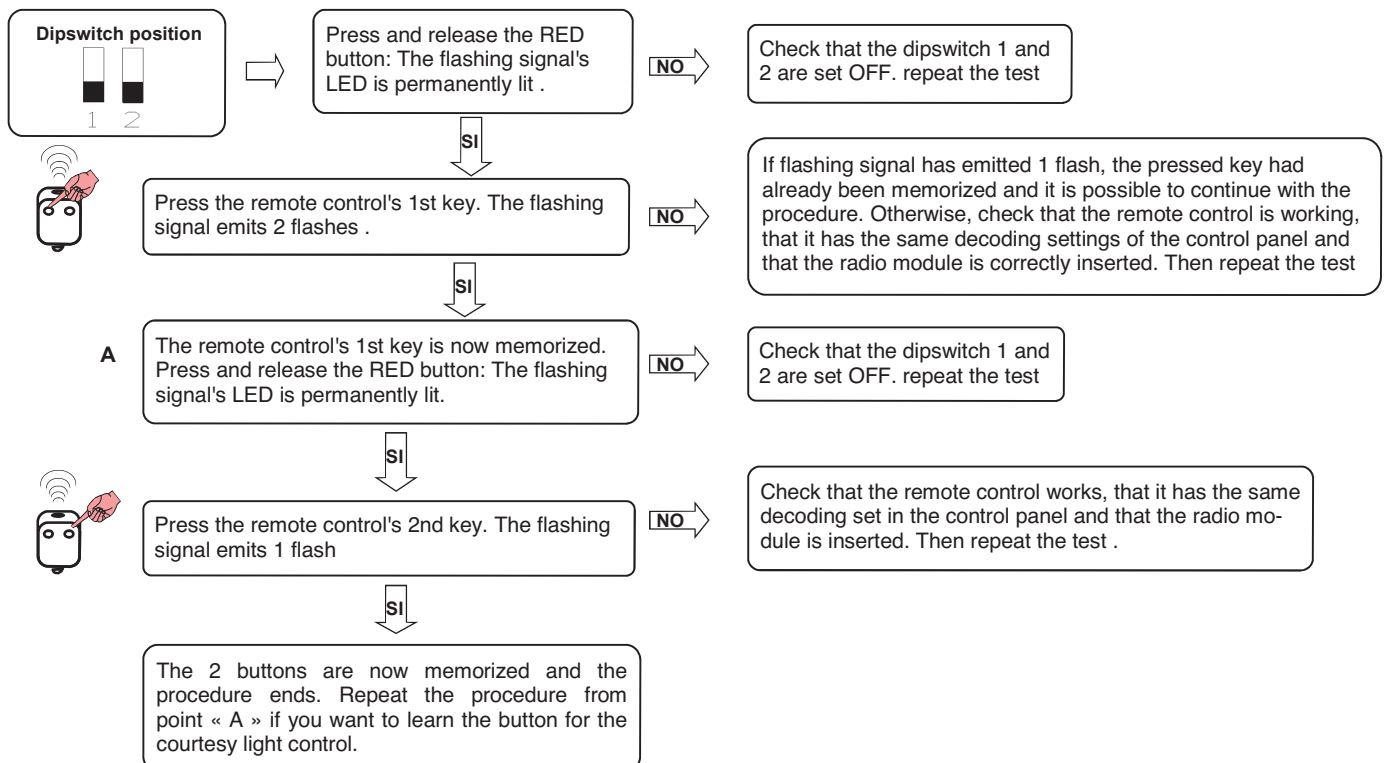 Dipswitch position
1 2
Press and release the RED
button: The flashing signal's
LED is permanently lit .
NO
Check that the dipswitch 1 and
2 are set OFF. repeat the test
SI
Press the remote control's 1st key. The flashing
signal emits 2 flashes .
NO
If flashing signal has emitted 1 flash, the pressed key had
already been memorized and it is possible to continue with the
procedure. Otherwise, check that the remote control is working,
that it has the same decoding settings of the control panel and
that the radio module is correctly inserted. Then repeat the test
SI
A
The remote control's 1st key is now memorized.
Press and release the RED button: The flashing
signal's LED is permanently lit.
NO
Check that the dipswitch 1 and
2 are set OFF. repeat the test
SI
Press the remote control's 2nd key. The flashing
signal emits 1 flash
NO
Check that the remote control works, that it has the same
decoding set in the control panel and that the radio mo-
dule is inserted. Then repeat the test .
SI
The 2 buttons are now memorized and the
procedure ends. Repeat the procedure from
point « A » if you want to learn the button for the
courtesy light control.